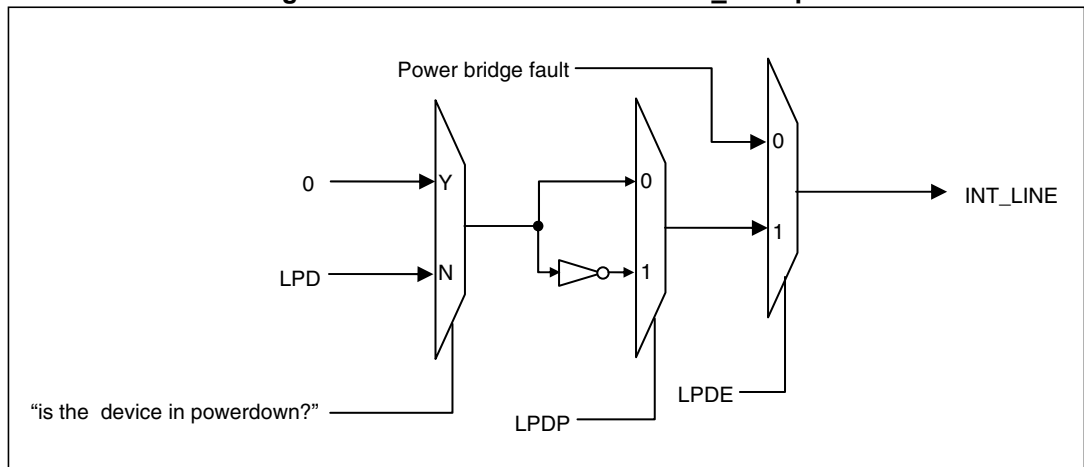 Power bridge fault
0
Y
0
0
INT_LINE
1
LPD
N
1
“is the device in powerdown?”
LPDP
LPDE